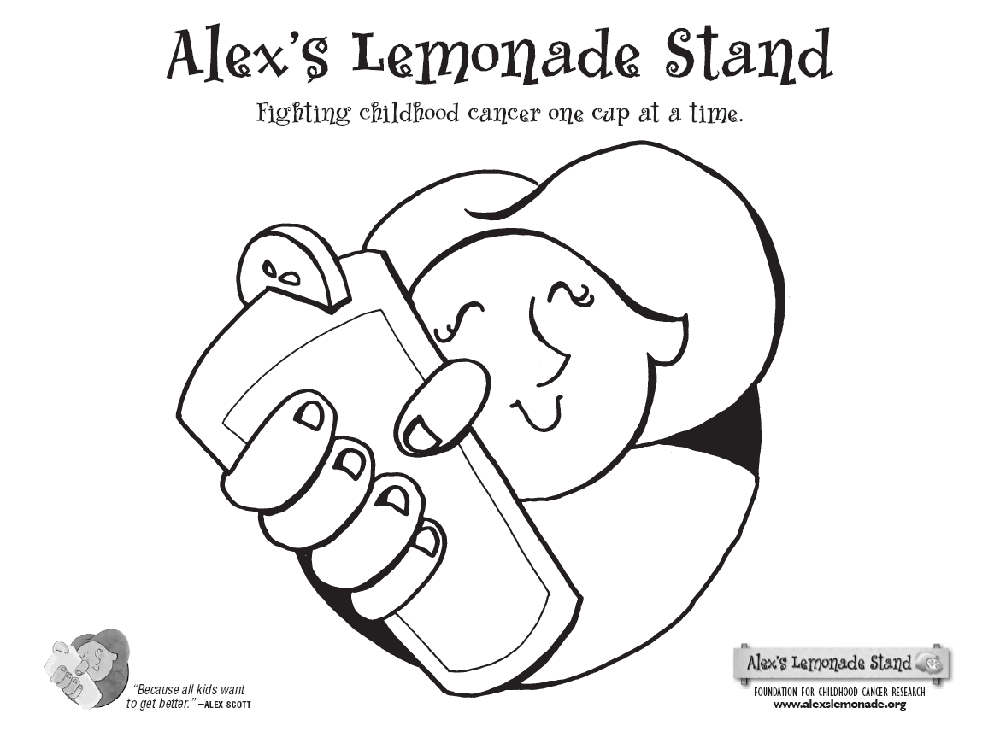 Alex's Lemonade Stand
Fighting childhood cancer one cup at a time.
"Because all kids want
to get better." –ALEX SCOTT
Alex's Lemonade Stand
FOUNDATION FOR CHILDHOOD CANCER RESEARCH
www.alexslemonade.org